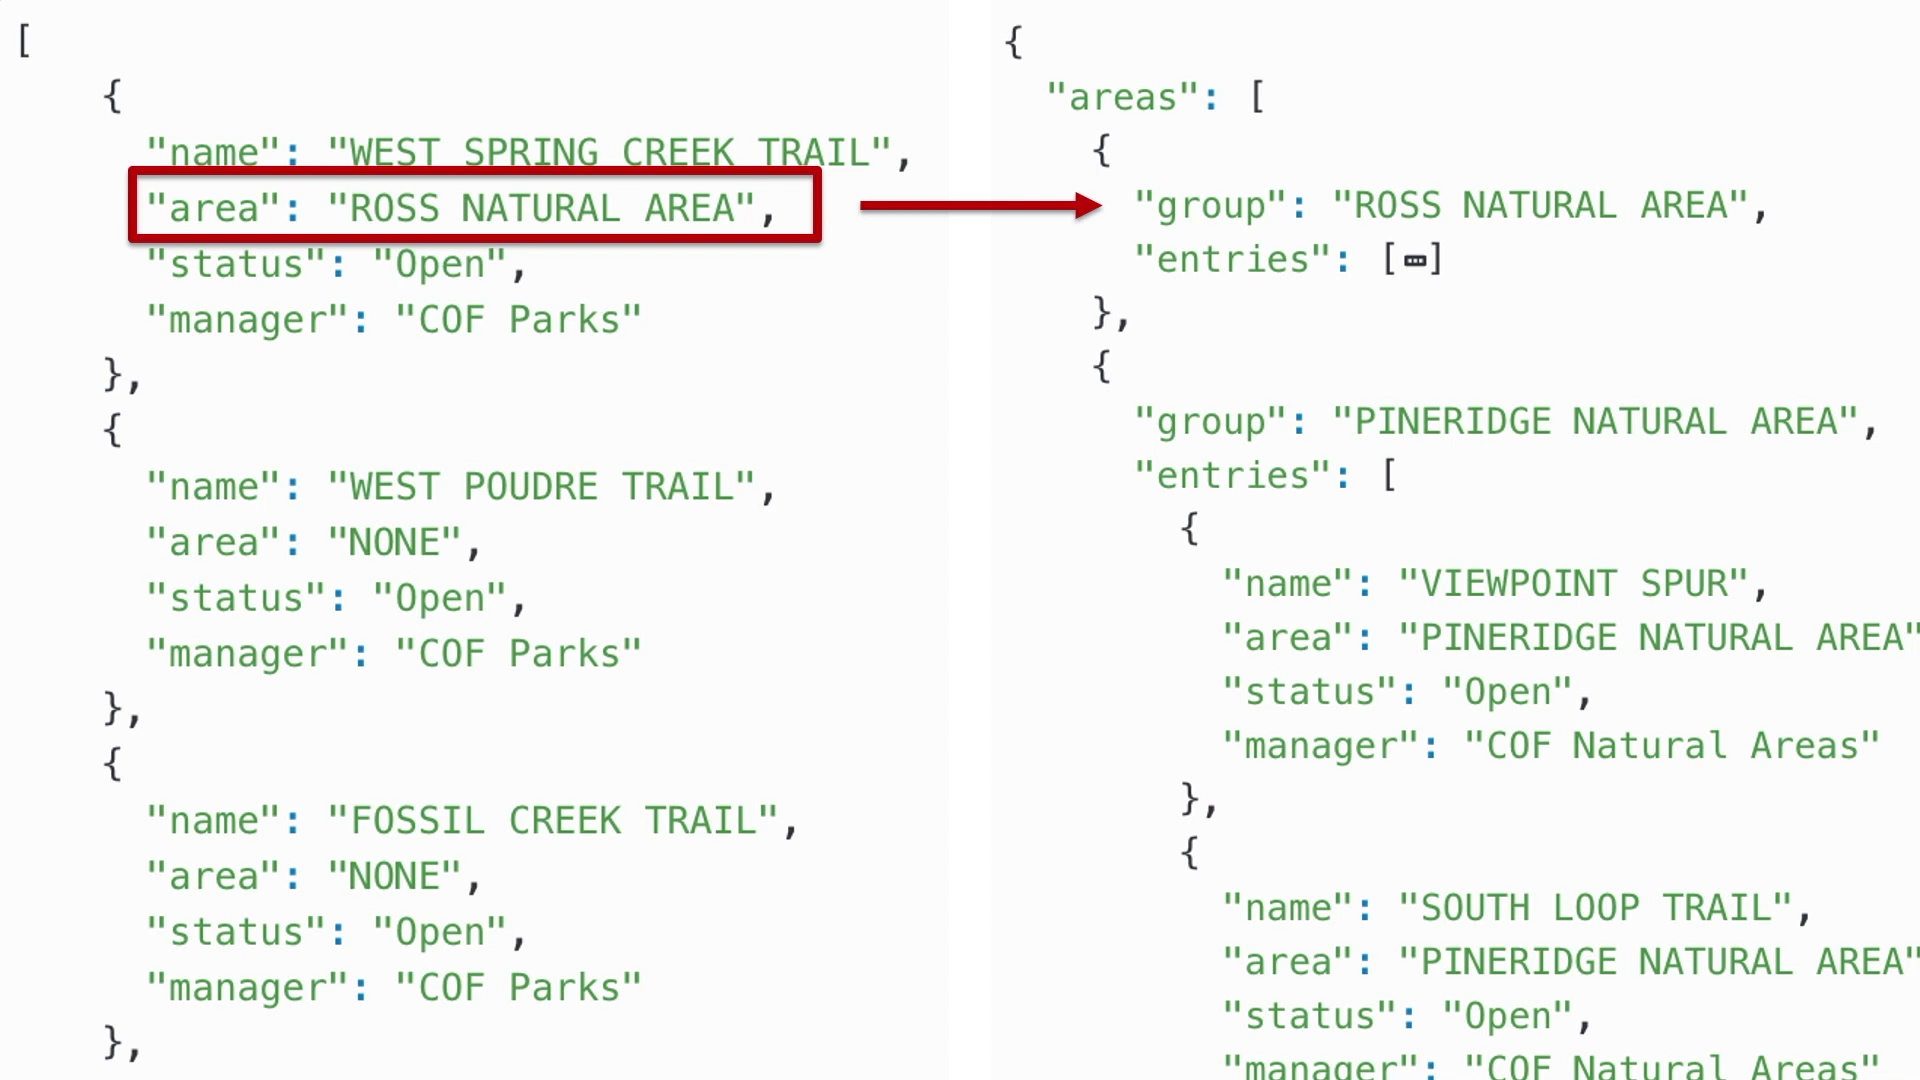 [
{
"name": "WEST SPRING CREEK TRAIL",
"area": "ROSS NATURAL AREA",
"status": "Open",
"manager": "COF Parks"
},
{
"name": "WEST POUDRE TRAIL",
"area": "NONE",
"status": "Open",
"manager": "COF Parks"
},
{
"name": "FOSSIL CREEK TRAIL",
"area": "NONE",
"status": "Open",
"manager": "COF Parks"
},
{
"areas": [
{
"group": "ROSS NATURAL AREA",
"entries": [⋯]
},
{
"group": "PINERIDGE NATURAL AREA",
"entries": [
{
"name": "VIEWPOINT SPUR",
"area": "PINERIDGE NATURAL AREA"
"status": "Open",
"manager": "COF Natural Areas"
},
{
"name": "SOUTH LOOP TRAIL",
"area": "PINERIDGE NATURAL AREA"
"status": "Open",
"manager": "COF Natural Areas"